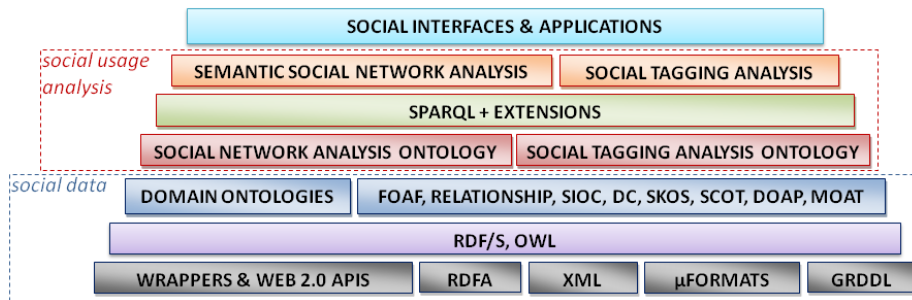 SOCIAL INTERFACES & APPLICATIONS
social usage
analysis
SEMANTIC SOCIAL NETWORK ANALYSIS
SOCIAL TAGGING ANALYSIS
SPARQL + EXTENSIONS
SOCIAL NETWORK ANALYSIS ONTOLOGY
SOCIAL TAGGING ANALYSIS ONTOLOGY
social data
DOMAIN ONTOLOGIES
FOAF, RELATIONSHIP, SIOC, DC, SKOS, SCOT, DOAP, MOAT
RDF/S, OWL
WRAPPERS & WEB 2.0 APIS
RDFA
XML
µFORMATS
GRDDL